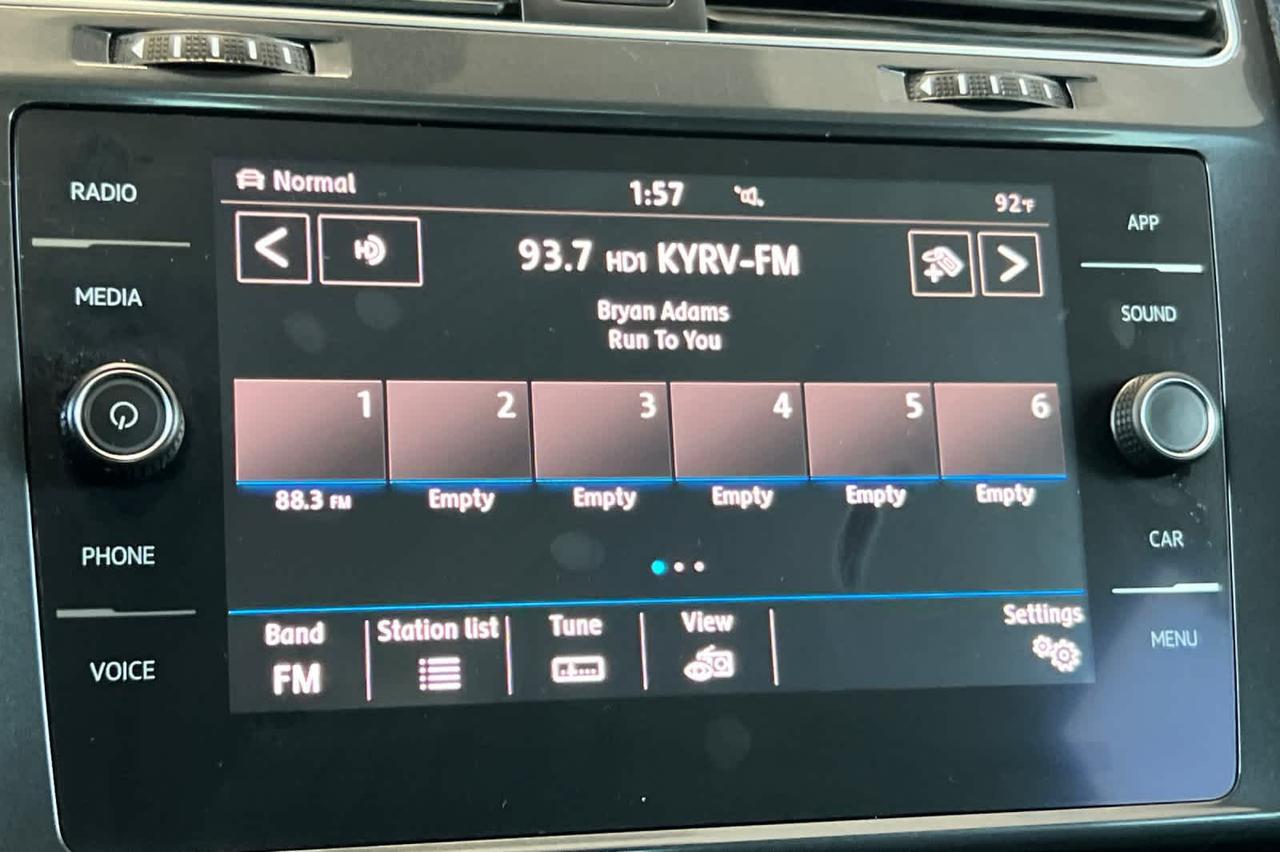 RADIO
MEDIA
PHONE
VOICE
Normal
1:57
92°F
HD
93.7 HD1 KYRV-FM
Bryan Adams
Run To You
1 2 3 4 5 6
88.3 FM Empty Empty Empty Empty Empty
Band Station list Tune View Settings
FM
APP
SOUND
CAR
MENU